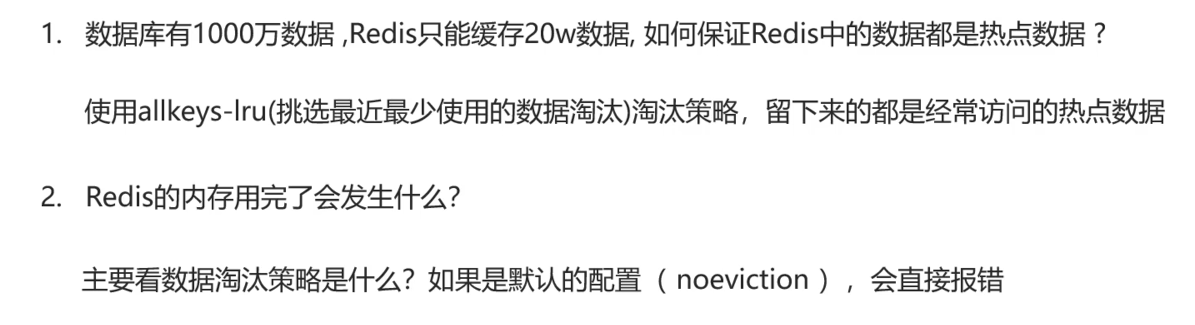 1. 数据库有1000万数据 ,Redis只能缓存20w数据, 如何保证Redis中的数据都是热点数据 ?
使用allkeys-lru(挑选最近最少使用的数据淘汰)淘汰策略，留下来的都是经常访问的热点数据
2. Redis的内存用完了会发生什么？
主要看数据淘汰策略是什么？如果是默认的配置（ noeviction ），会直接报错